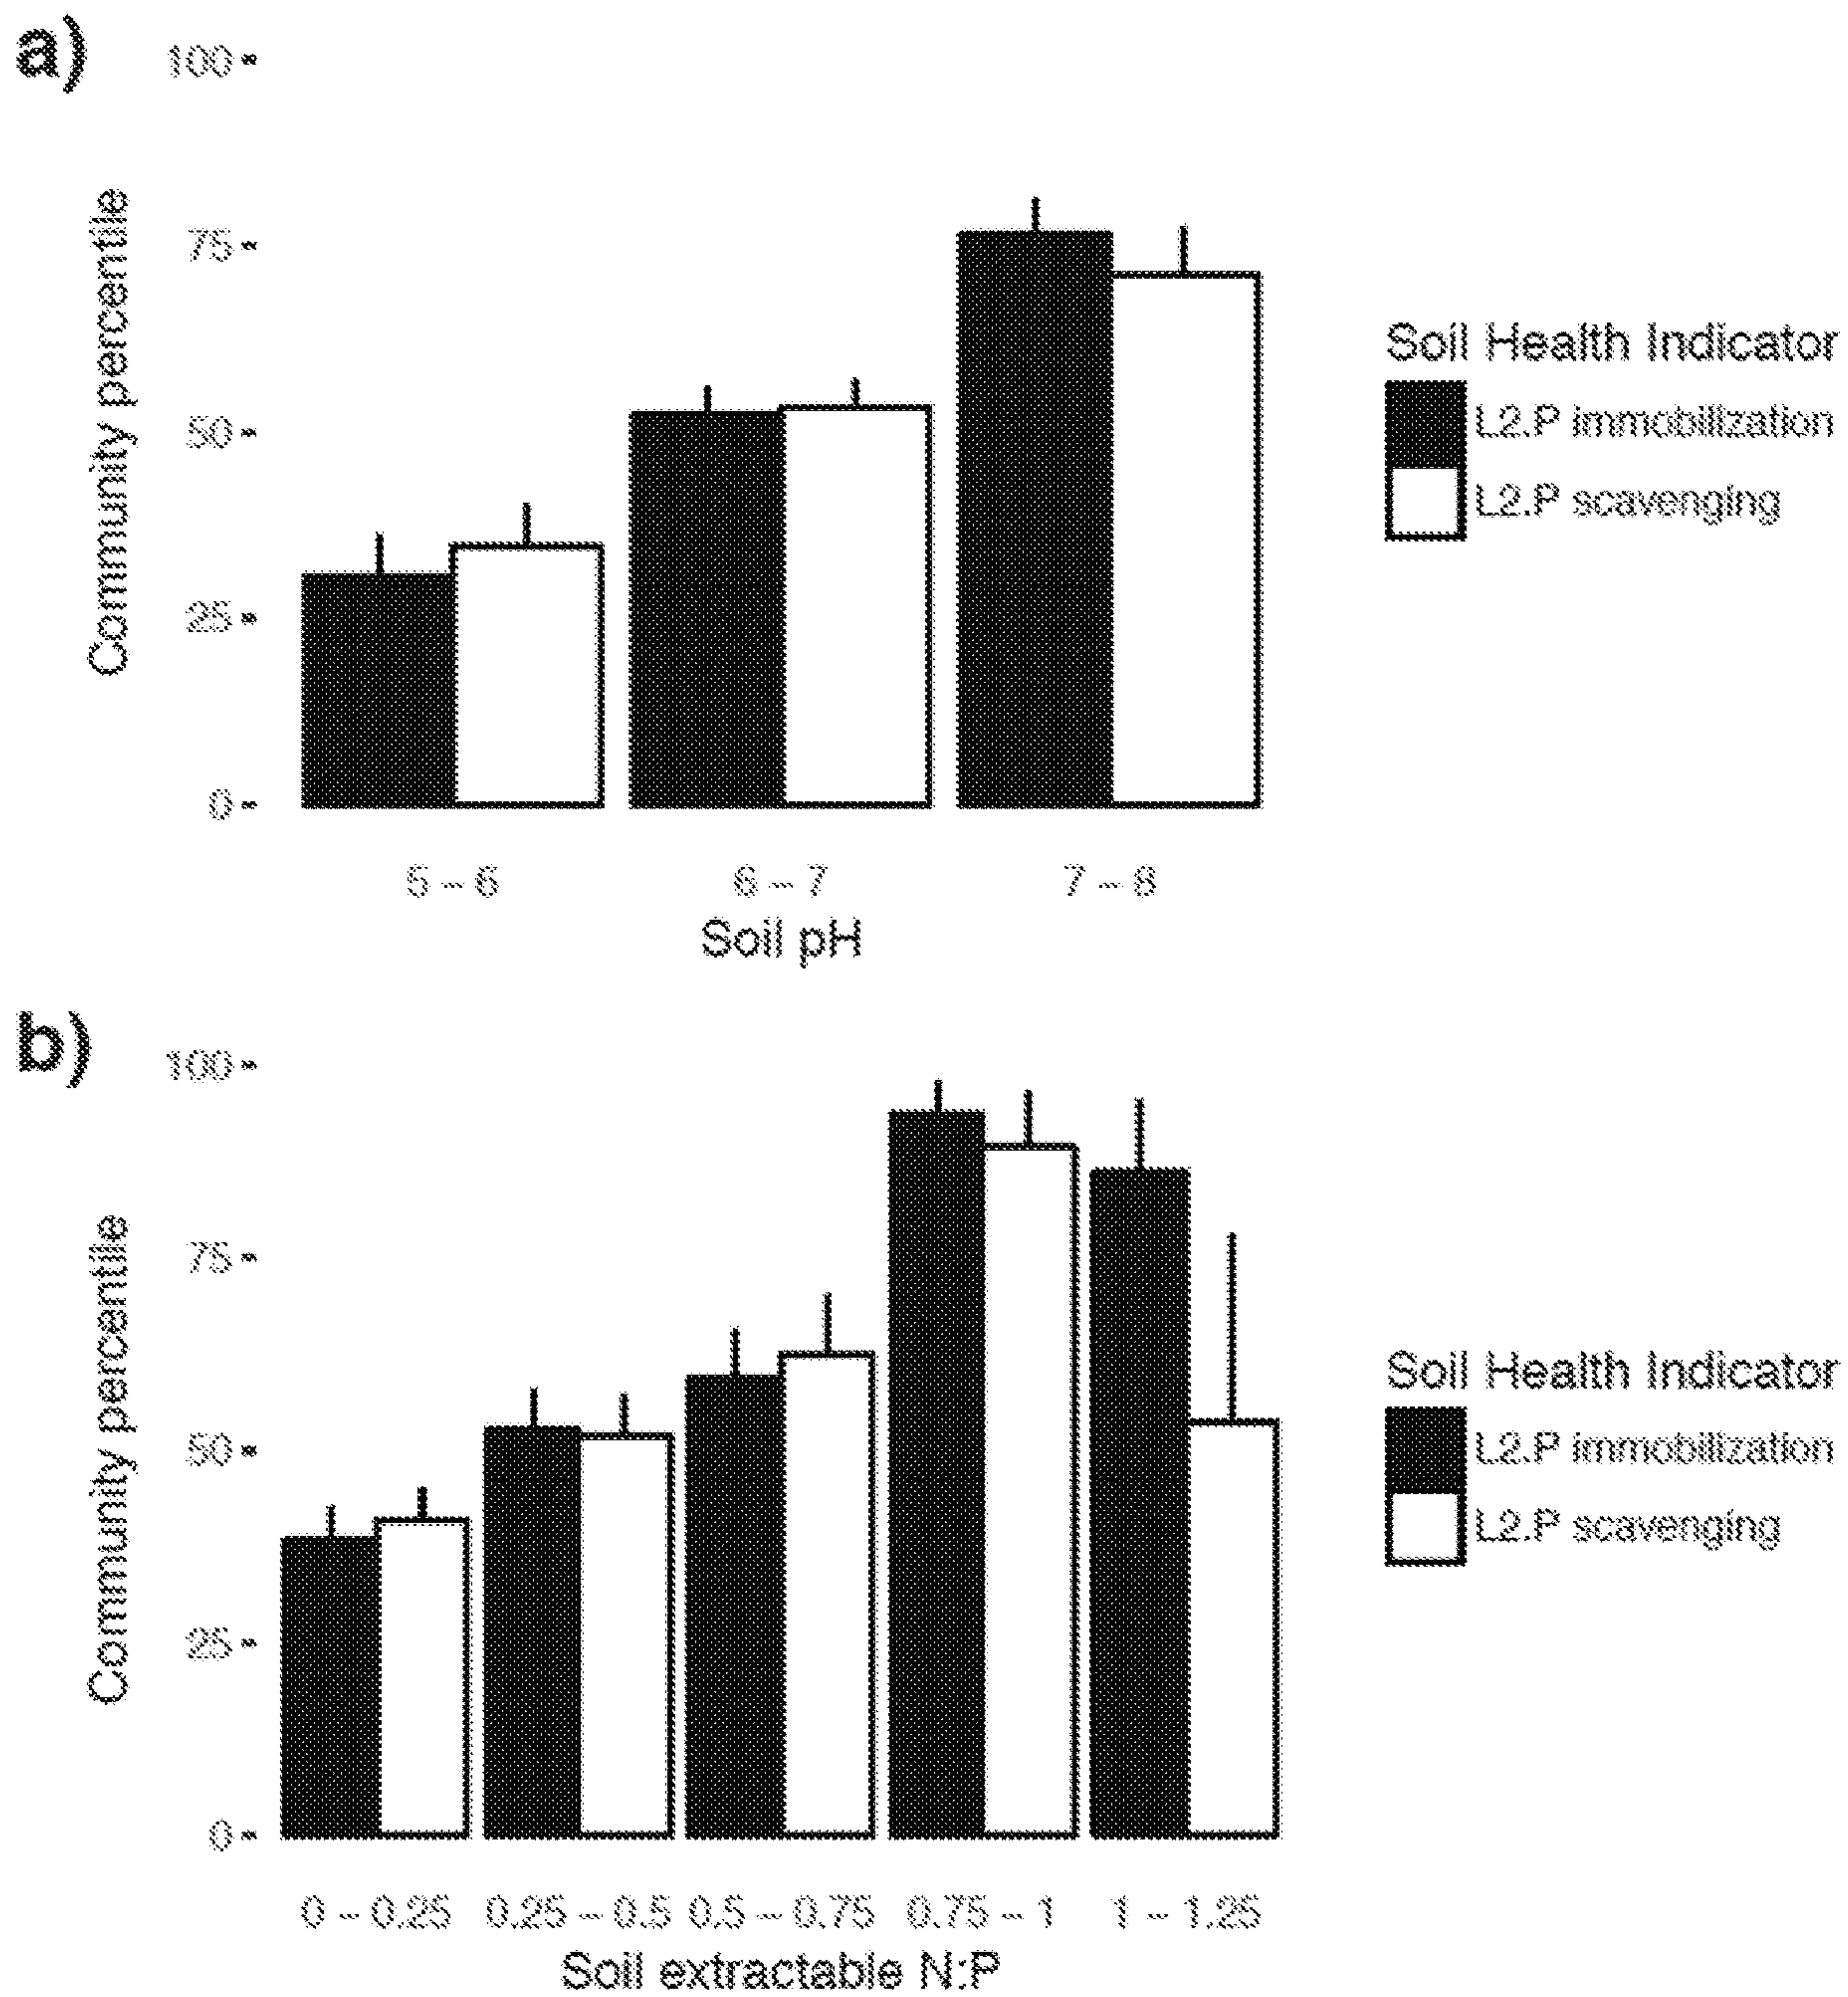 a)
100
75
50
25
0
Community percentile
5 – 6
6 – 7
7 – 8
Soil pH
Soil Health Indicator
L2.P immobilization
L2.P scavenging
b)
100
75
50
25
0
Community percentile
0 – 0.25
0.25 – 0.5
0.5 – 0.75
0.75 – 1
1 – 1.25
Soil extractable N:P
Soil Health Indicator
L2.P immobilization
L2.P scavenging